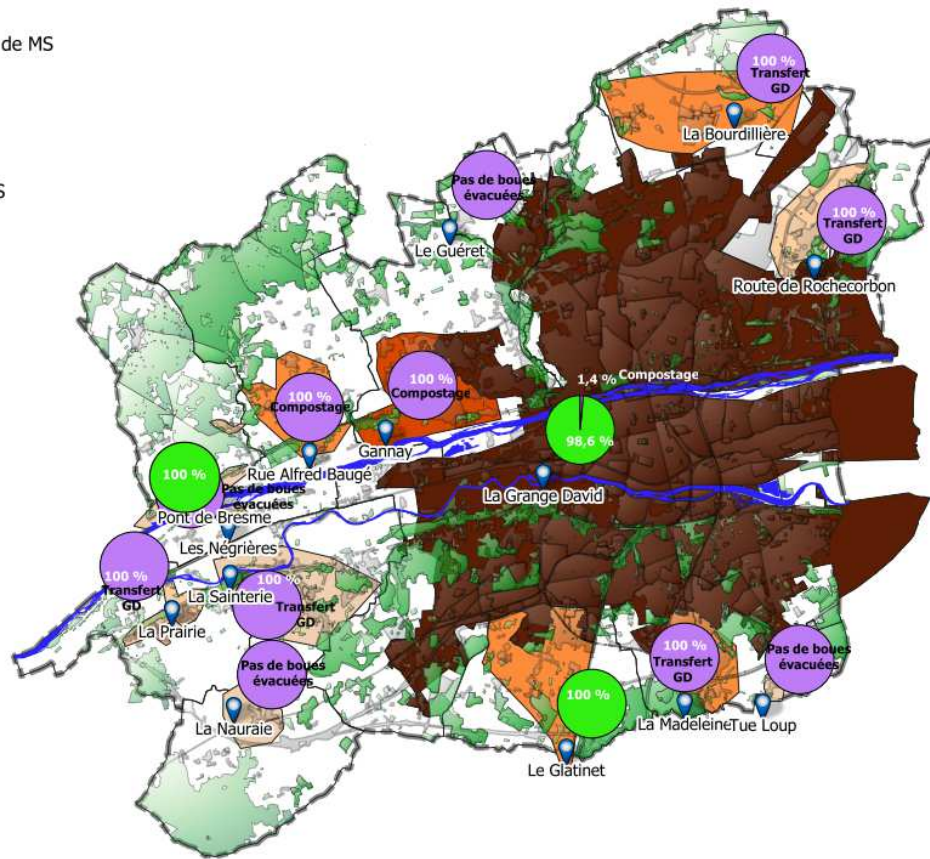 de MS
S
100 %
Transfert
GD
La Bourdillière
Pas de boues
évacuées
Le Guéret
100 %
Transfert
GD
Route de Rochecorbon
100 %
Compostage
Rue Alfred Baugé
100 %
Compostage
Gannay
1,4 %
Compostage
98,6 %
La Grange David
100 %
Pas de boues
évacuées
Pont de Bresme
Les Négrières
100 %
Transfert
GD
La Prairie
La Sainterie
100 %
Transfert
GD
Pas de boues
évacuées
La Nauraie
100 %
Le Glatinet
100 %
Transfert
GD
La Madeleine
Pas de boues
évacuées
Tue Loup